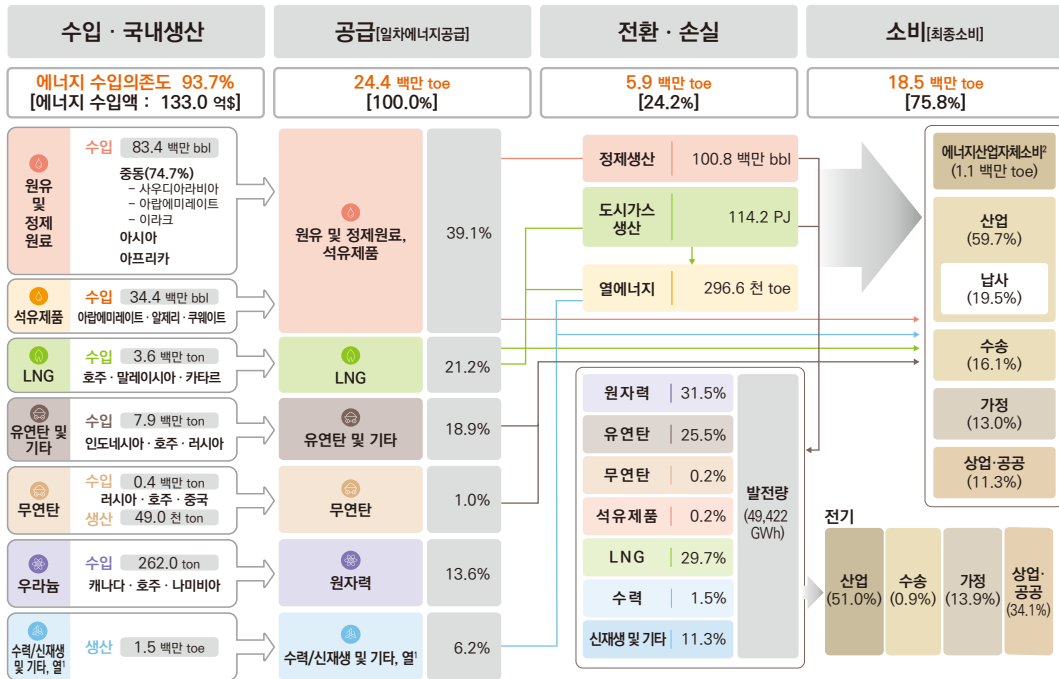 수입 · 국내생산
공급[일차에너지공급]
전환 · 손실
소비[최종소비]
에너지 수입의존도 93.7%
[에너지 수입액 : 133.0 억$]
24.4 백만 toe
[100.0%]
5.9 백만 toe
[24.2%]
18.5 백만 toe
[75.8%]
원유
및
정제
원료
수입 83.4 백만 bbl
중동(74.7%)
– 사우디아라비아
– 아랍에미레이트
– 이라크
아시아
아프리카
석유제품
수입 34.4 백만 bbl
아랍에미레이트 · 알제리 · 쿠웨이트
LNG
수입 3.6 백만 ton
호주 · 말레이시아 · 카타르
유연탄 및
기타
수입 7.9 백만 ton
인도네시아 · 호주 · 러시아
무연탄
수입 0.4 백만 ton
러시아 · 호주 · 중국
생산 49.0 천 ton
우라늄
수입 262.0 ton
캐나다 · 호주 · 나미비아
수력/신재생
및 기타, 열¹
생산 1.5 백만 toe
원유 및 정제원료,
석유제품
39.1%
LNG
21.2%
유연탄 및 기타
18.9%
무연탄
1.0%
원자력
13.6%
수력/신재생 및 기타, 열¹
6.2%
정제생산 100.8 백만 bbl
도시가스
생산
114.2 PJ
열에너지 296.6 천 toe
원자력 31.5%
유연탄 25.5%
무연탄 0.2%
석유제품 0.2%
LNG 29.7%
수력 1.5%
신재생 및 기타 11.3%
발전량
(49,422
GWh)
에너지산업자체소비²
(1.1 백만 toe)
산업
(59.7%)
납사
(19.5%)
수송
(16.1%)
가정
(13.0%)
상업·공공
(11.3%)
전기
산업
(51.0%)
수송
(0.9%)
가정
(13.9%)
상업·
공공
(34.1%)